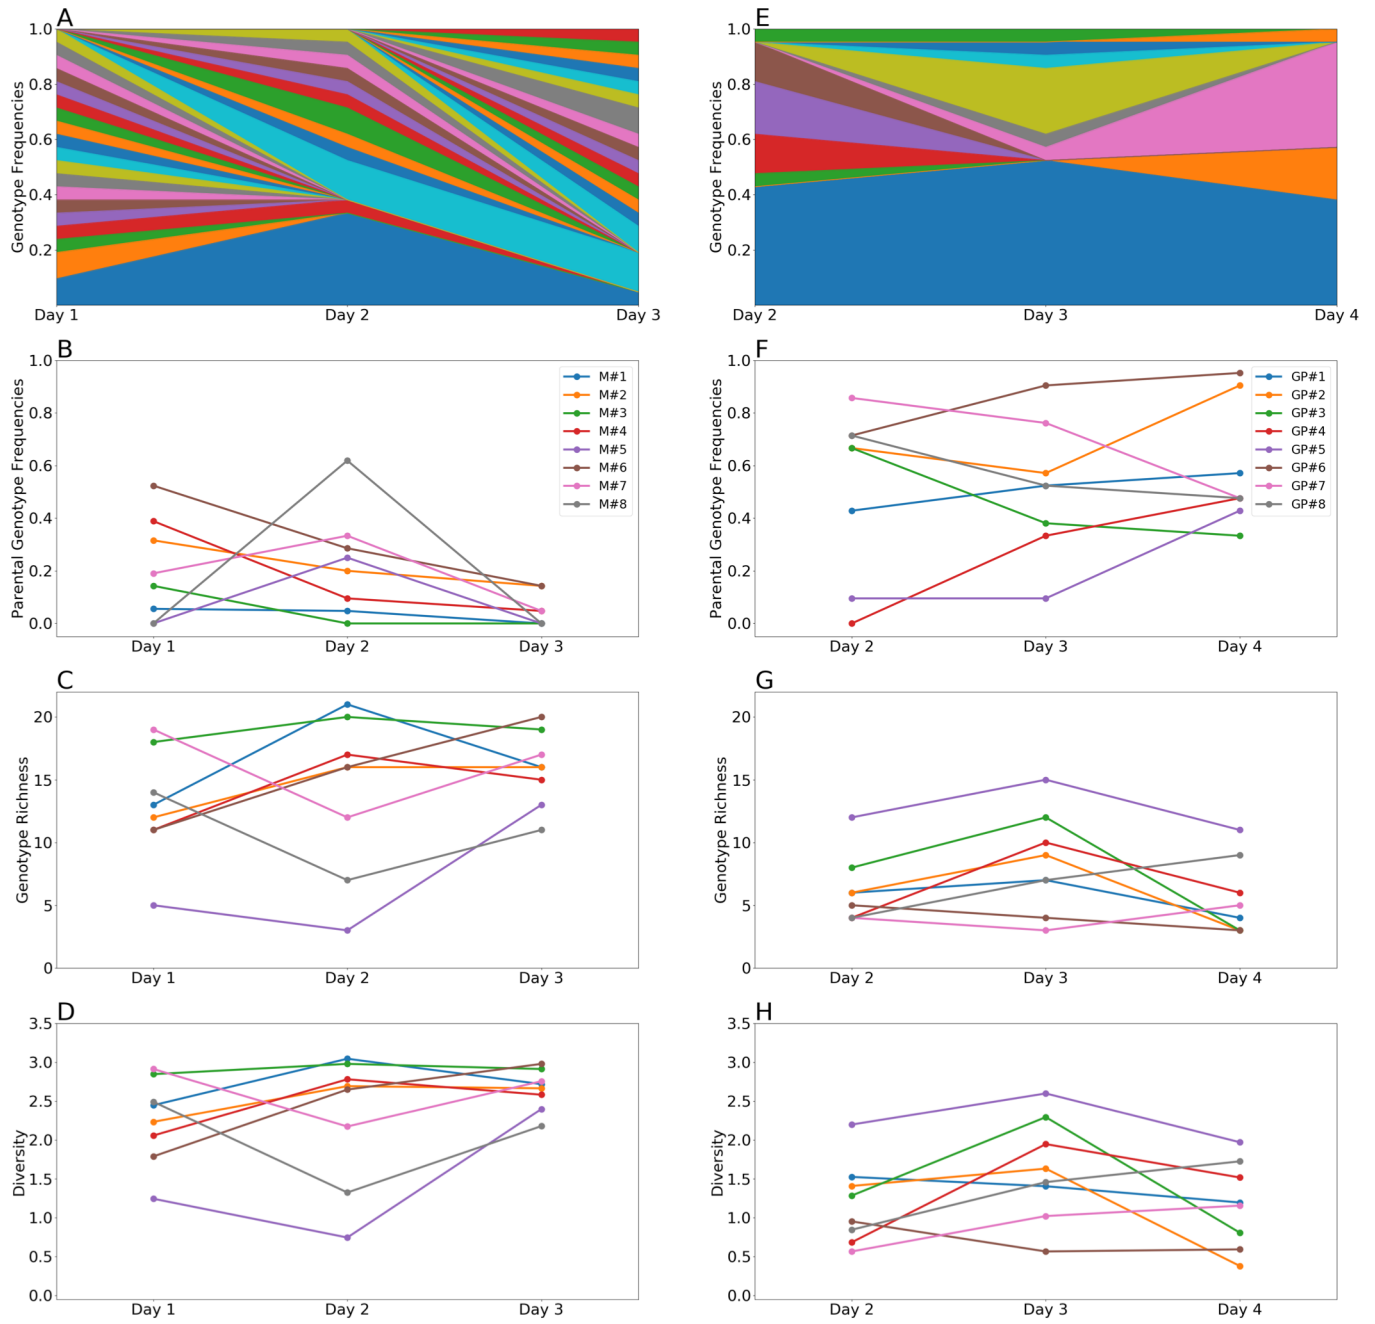 A
Genotype Frequencies
1.0
0.8
0.6
0.4
0.2
Day 1
Day 2
Day 3
E
Genotype Frequencies
1.0
0.8
0.6
0.4
0.2
Day 2
Day 3
Day 4
B
Parental Genotype Frequencies
1.0
0.8
0.6
0.4
0.2
0.0
M#1
M#2
M#3
M#4
M#5
M#6
M#7
M#8
Day 1
Day 2
Day 3
F
Parental Genotype Frequencies
1.0
0.8
0.6
0.4
0.2
0.0
GP#1
GP#2
GP#3
GP#4
GP#5
GP#6
GP#7
GP#8
Day 2
Day 3
Day 4
C
Genotype Richness
20
15
10
5
0
Day 1
Day 2
Day 3
G
Genotype Richness
20
15
10
5
0
Day 2
Day 3
Day 4
D
Diversity
3.5
3.0
2.5
2.0
1.5
1.0
0.5
0.0
Day 1
Day 2
Day 3
H
Diversity
3.5
3.0
2.5
2.0
1.5
1.0
0.5
0.0
Day 2
Day 3
Day 4